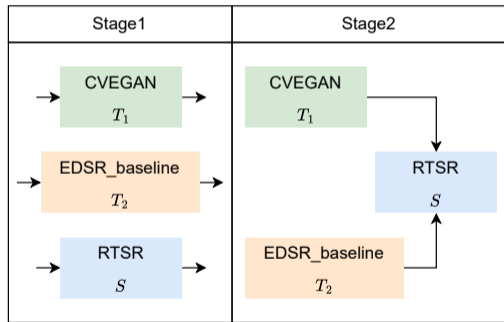 Stage1
CVEGAN
T₁
EDSR_baseline
T₂
RTSR
S
Stage2
CVEGAN
T₁
RTSR
S
EDSR_baseline
T₂